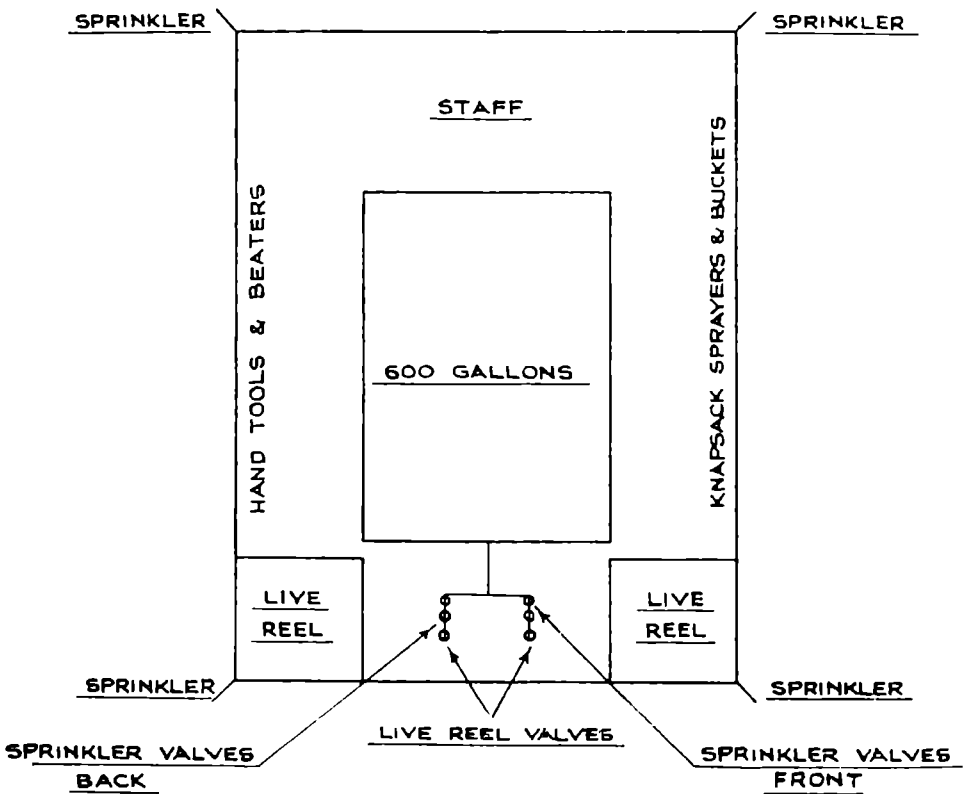 SPRINKLER
SPRINKLER
STAFF
HAND TOOLS & BEATERS
KNAPSACK SPRAYERS & BUCKETS
600 GALLONS
LIVE
REEL
LIVE
REEL
SPRINKLER
SPRINKLER
LIVE REEL VALVES
SPRINKLER VALVES
BACK
SPRINKLER VALVES
FRONT